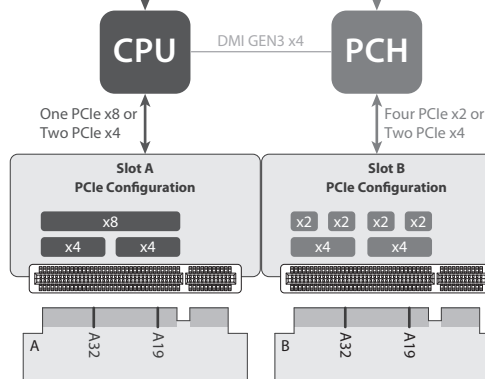 CPU
DMI GEN3 x4
PCH
One PCIe x8 or
Two PCIe x4
Four PCIe x2 or
Two PCIe x4
Slot A
PCIe Configuration
x8
x4 x4
Slot B
PCIe Configuration
x2 x2 x2 x2
x4 x4
A
A32
A19
B
A32
A19